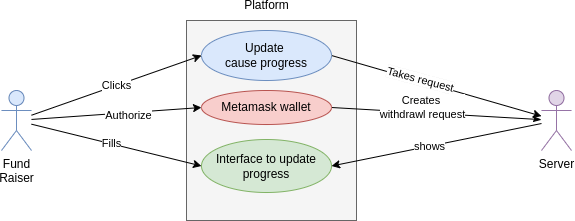 Platform
Update
cause progress
Clicks
Takes request
Metamask wallet
Authorize
Creates
withdrawl request
Fills
shows
Interface to update
progress
Fund
Raiser
Server